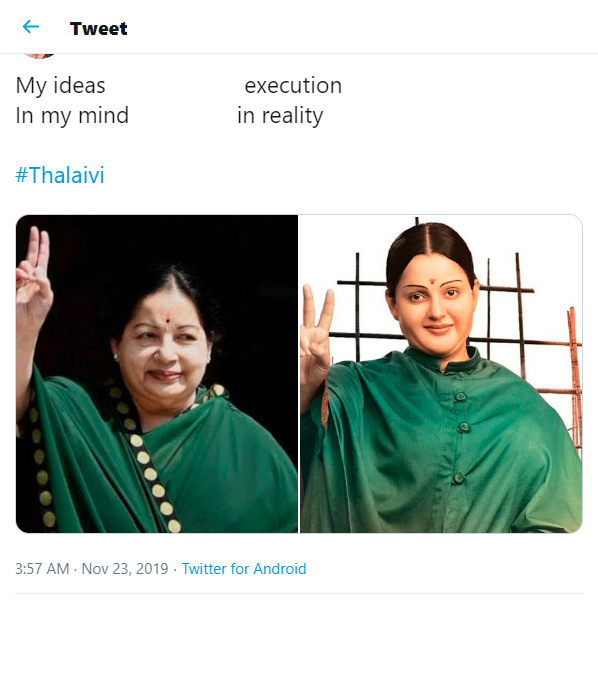 Tweet
My ideas execution
In my mind in reality
#Thalaivi
3:57 AM · Nov 23, 2019 · Twitter for Android